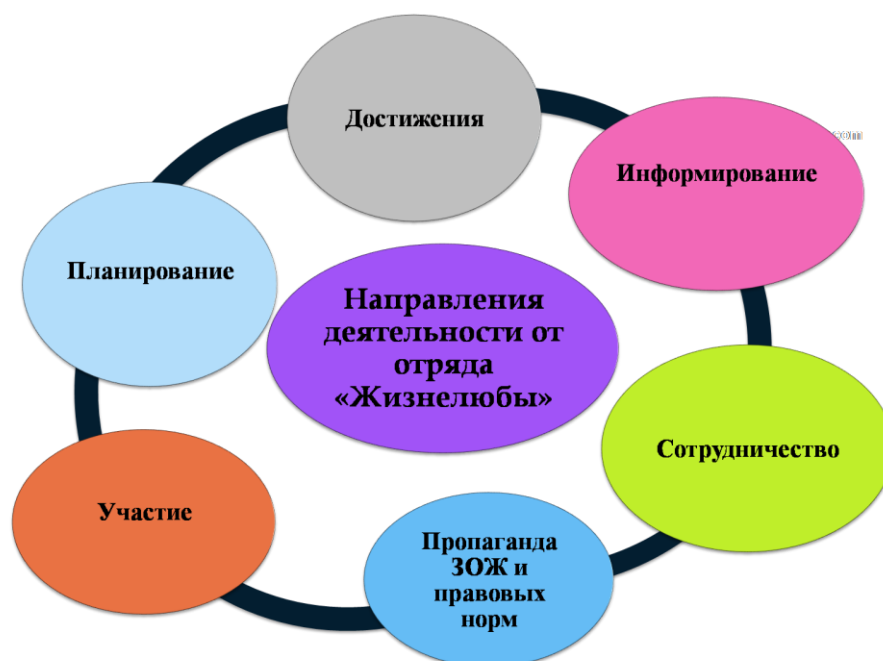 Достижения
Информирование
Планирование
Направления
деятельности от
отряда
«Жизнелюбы»
Сотрудничество
Участие
Пропаганда
ЗОЖ и
правовых
норм